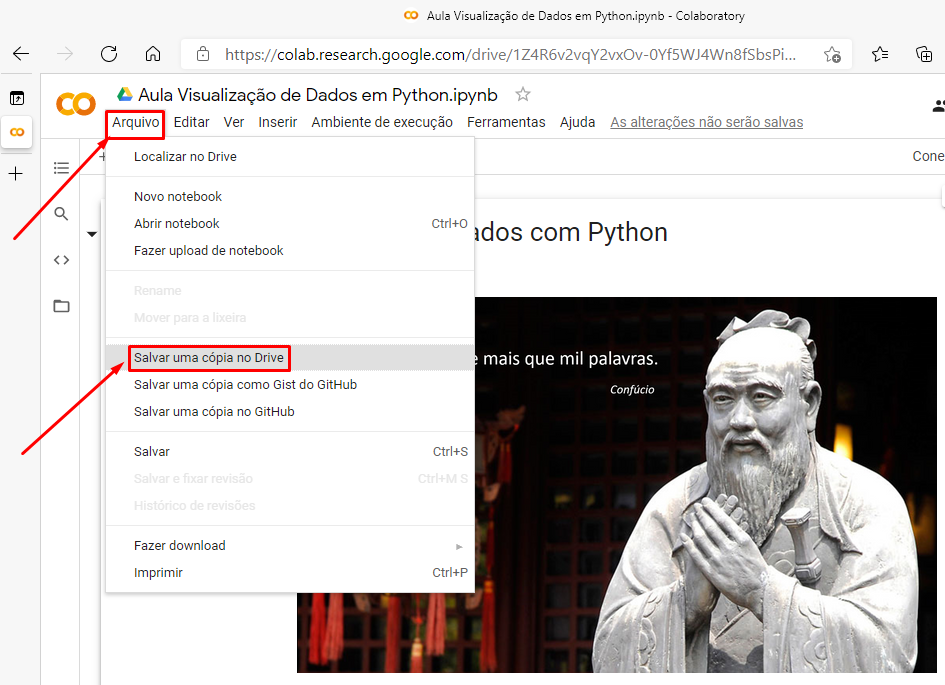 Aula Visualização de Dados em Python.ipynb - Colaboratory
https://colab.research.google.com/drive/1Z4R6v2vqY2vxOv-0Yf5WJ4Wn8fSbsPi...
Aula Visualização de Dados em Python.ipynb
Arquivo Editar Ver Inserir Ambiente de execução Ferramentas Ajuda As alterações não serão salvas
Localizar no Drive
Cone
Novo notebook
Abrir notebook Ctrl+O
ados com Python
Fazer upload de notebook
Rename
Mover para a lixeira
Salvar uma cópia no Drive
e mais que mil palavras.
Salvar uma cópia como Gist do GitHub
Confúcio
Salvar uma cópia no GitHub
Salvar Ctrl+S
Salvar e fixar revisão Ctrl+M S
Histórico de revisões
Fazer download
Imprimir Ctrl+P